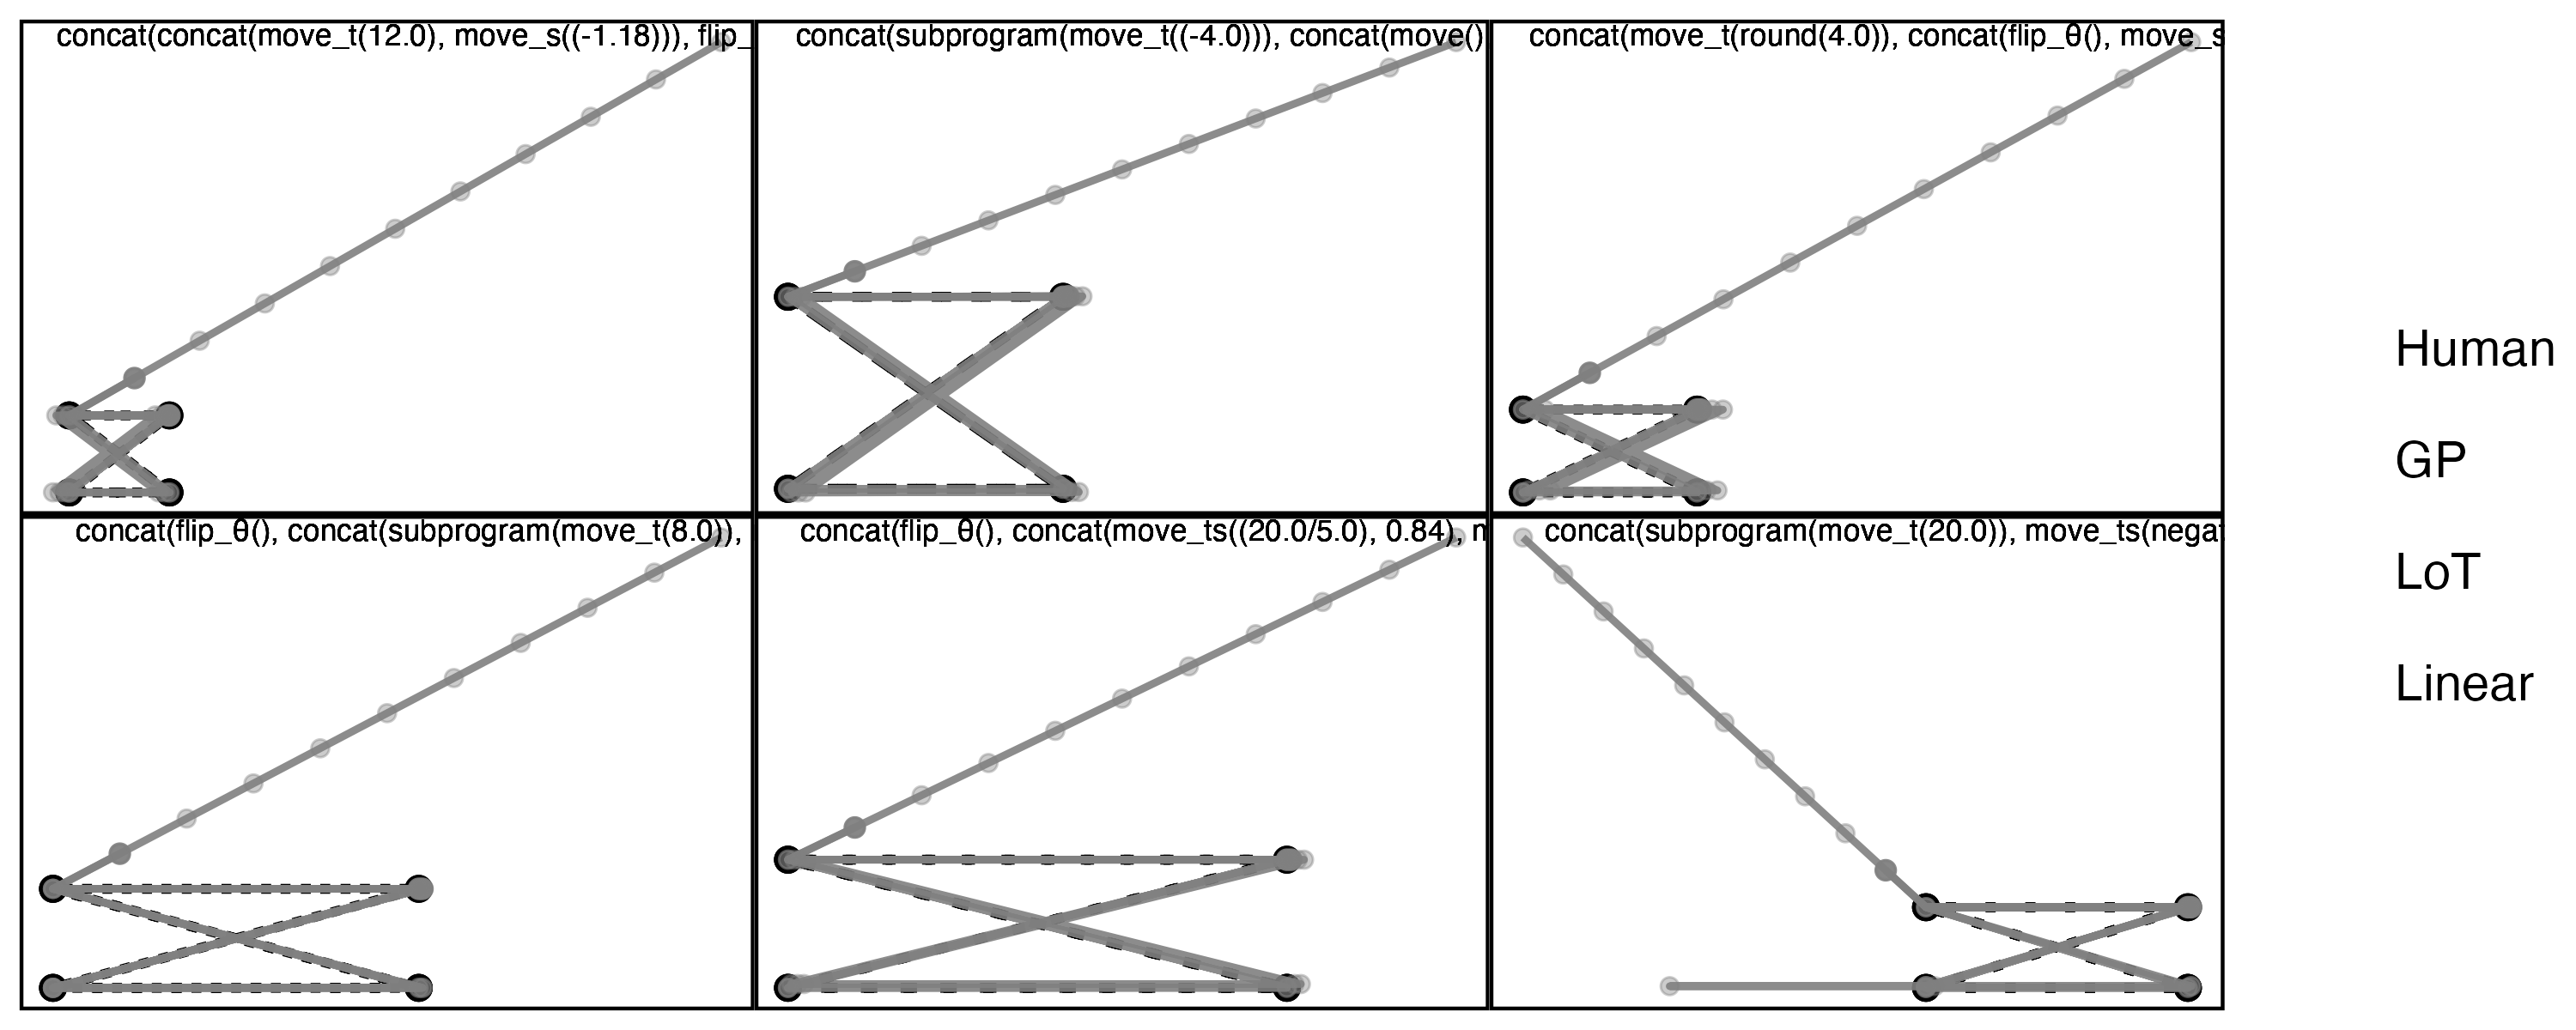 concat(concat(move_t(12.0), move_s((-1.18))), flip_
concat(subprogram(move_t((-4.0))), concat(move()
concat(move_t(round(4.0)), concat(flip_θ(), move_s
concat(flip_θ(), concat(subprogram(move_t(8.0)),
concat(flip_θ(), concat(move_ts((20.0/5.0), 0.84), m
concat(subprogram(move_t(20.0)), move_ts(negat
Human
GP
LoT
Linear